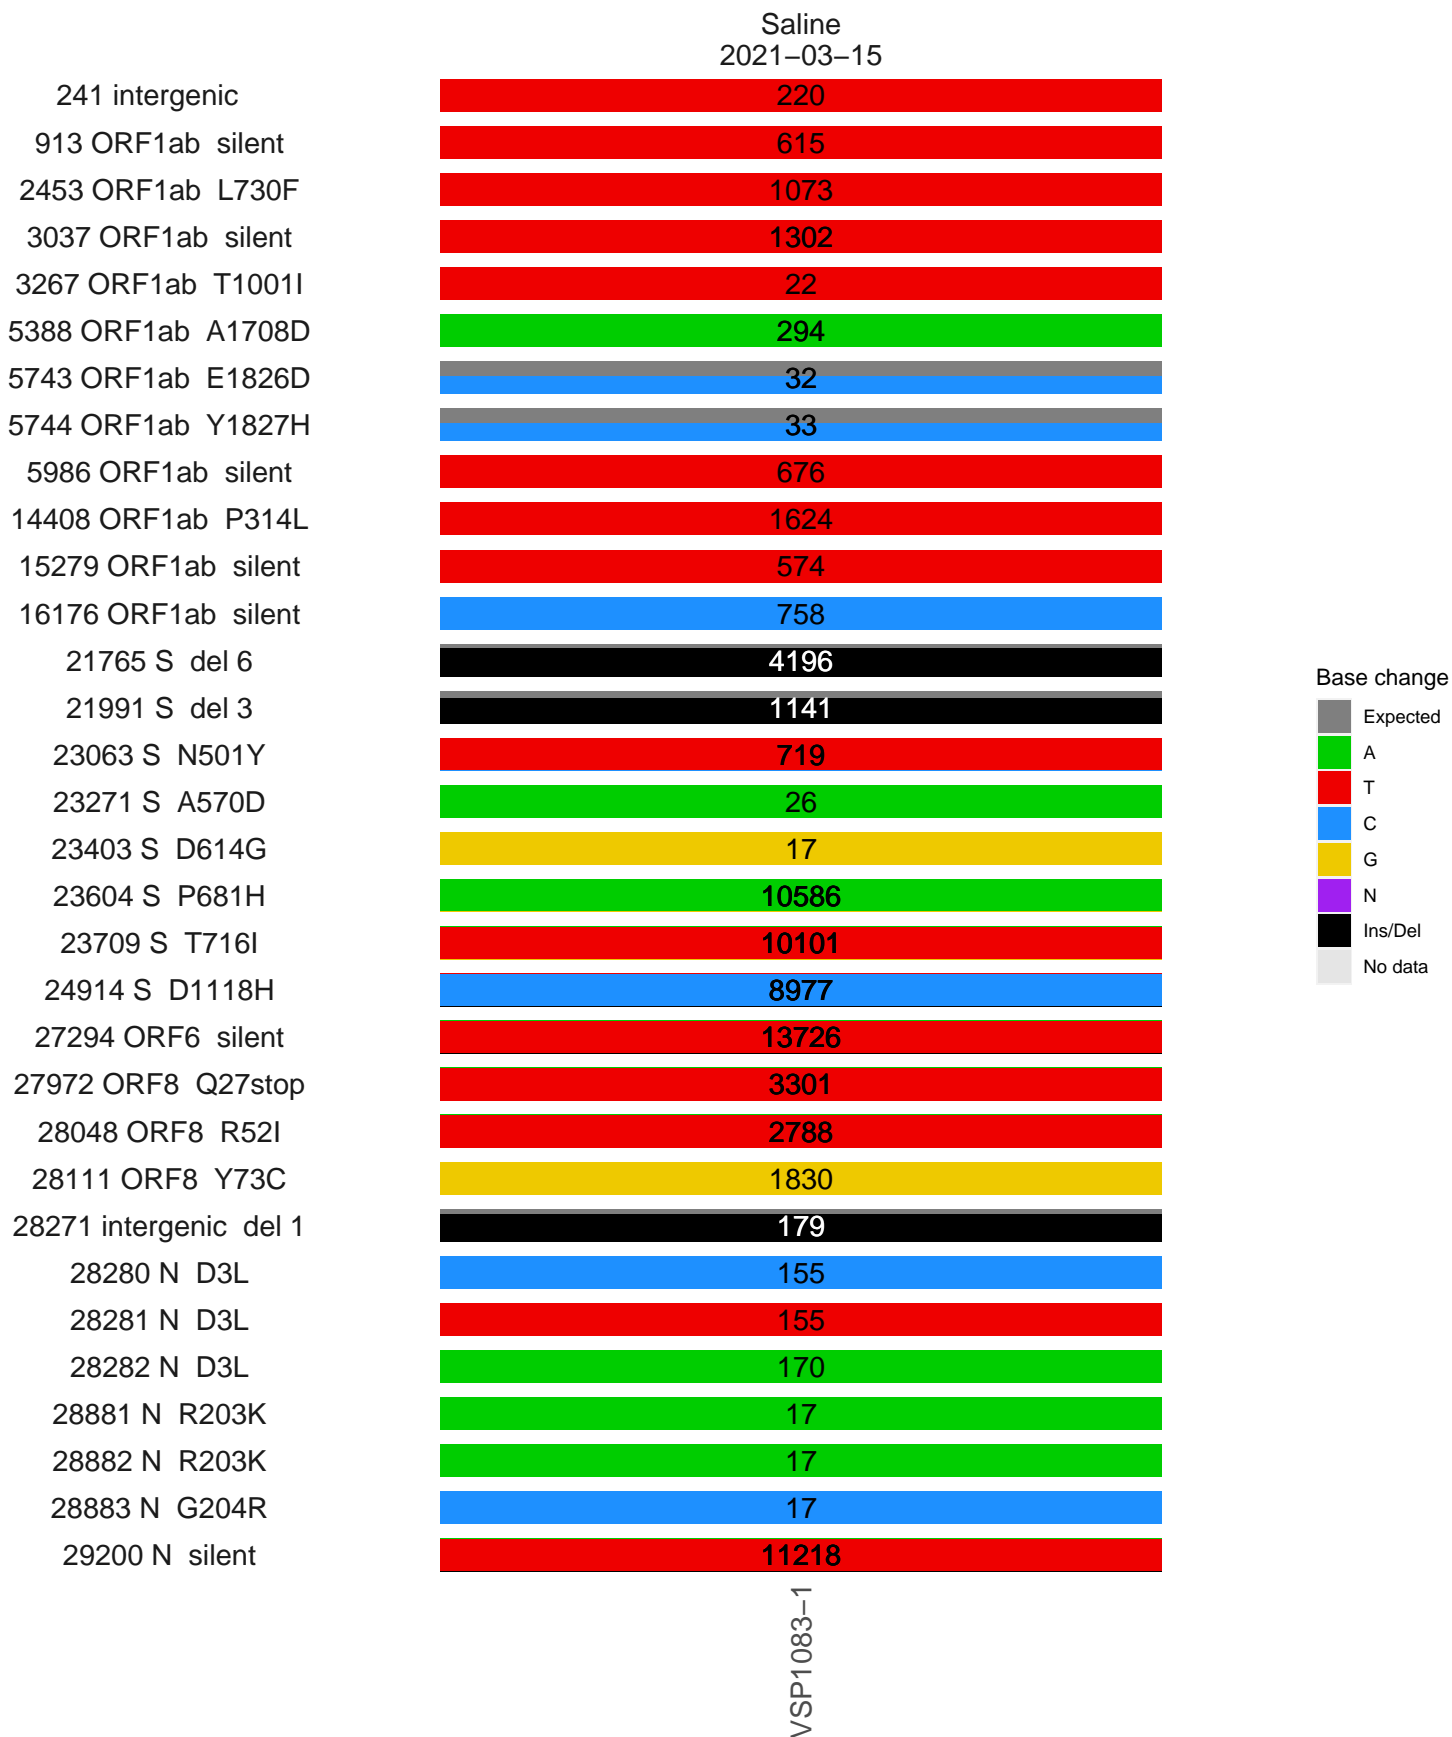 Saline
2021−03−15
241 intergenic 220
913 ORF1ab silent 615
2453 ORF1ab L730F 1073
3037 ORF1ab silent 1302
3267 ORF1ab T1001I 22
5388 ORF1ab A1708D 294
5743 ORF1ab E1826D 32
5744 ORF1ab Y1827H 33
5986 ORF1ab silent 676
14408 ORF1ab P314L 1624
15279 ORF1ab silent 574
16176 ORF1ab silent 758
21765 S del 6 4196
21991 S del 3 1141
23063 S N501Y 719
23271 S A570D 26
23403 S D614G 17
23604 S P681H 10586
23709 S T716I 10101
24914 S D1118H 8977
27294 ORF6 silent 13726
27972 ORF8 Q27stop 3301
28048 ORF8 R52I 2788
28111 ORF8 Y73C 1830
28271 intergenic del 1 179
28280 N D3L 155
28281 N D3L 155
28282 N D3L 170
28881 N R203K 17
28882 N R203K 17
28883 N G204R 17
29200 N silent 11218
VSP1083−1
Base change
Expected
A
T
C
G
N
Ins/Del
No data